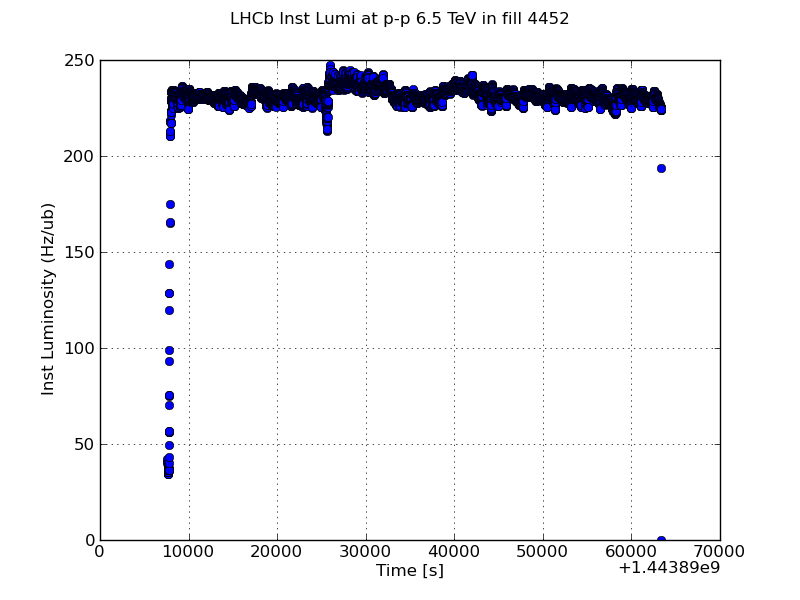 LHCb Inst Lumi at p-p 6.5 TeV in fill 4452
250
200
150
100
50
0
Inst Luminosity (Hz/ub)
0 10000 20000 30000 40000 50000 60000 70000
Time [s]
+1.44389e9